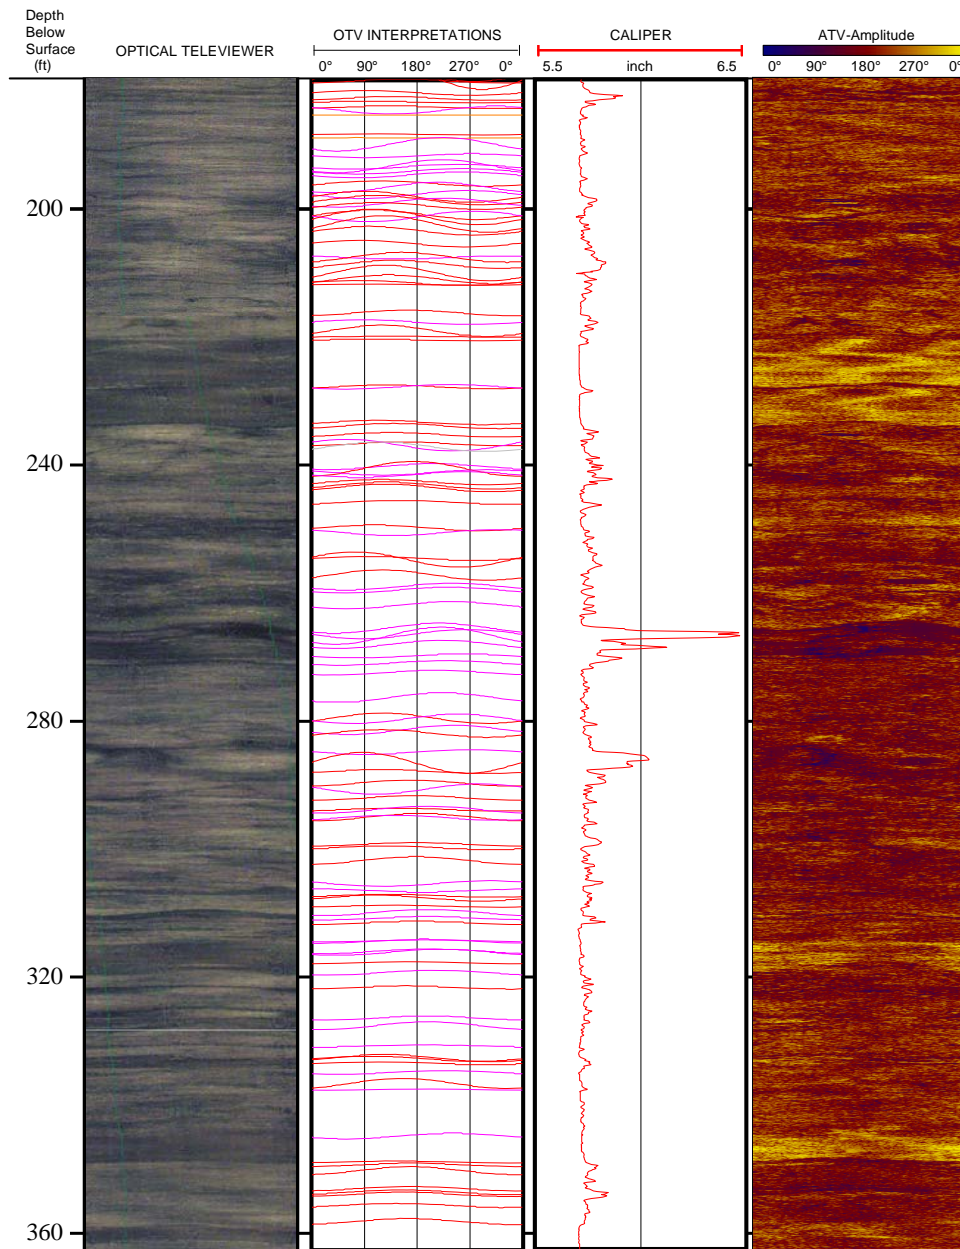 Depth
Below
Surface
(ft)
OPTICAL TELEVIEWER
OTV INTERPRETATIONS
0° 90° 180° 270° 0°
CALIPER
5.5 inch 6.5
ATV-Amplitude
0° 90° 180° 270° 0°
200
240
280
320
360